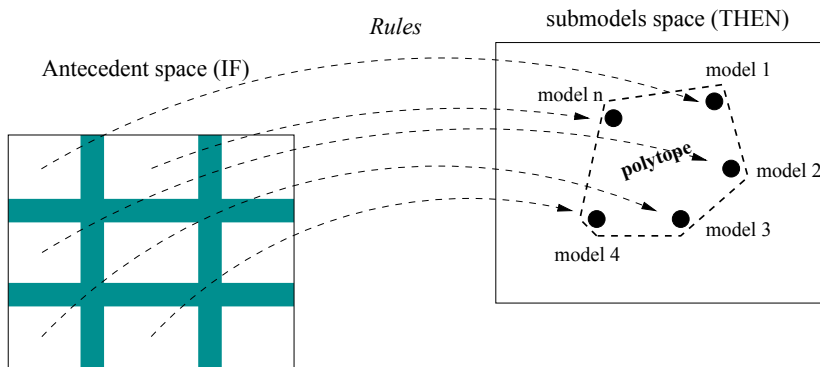 Rules
submodels space (THEN)
Antecedent space (IF)
model 1
model n
polytope
model 2
model 3
model 4